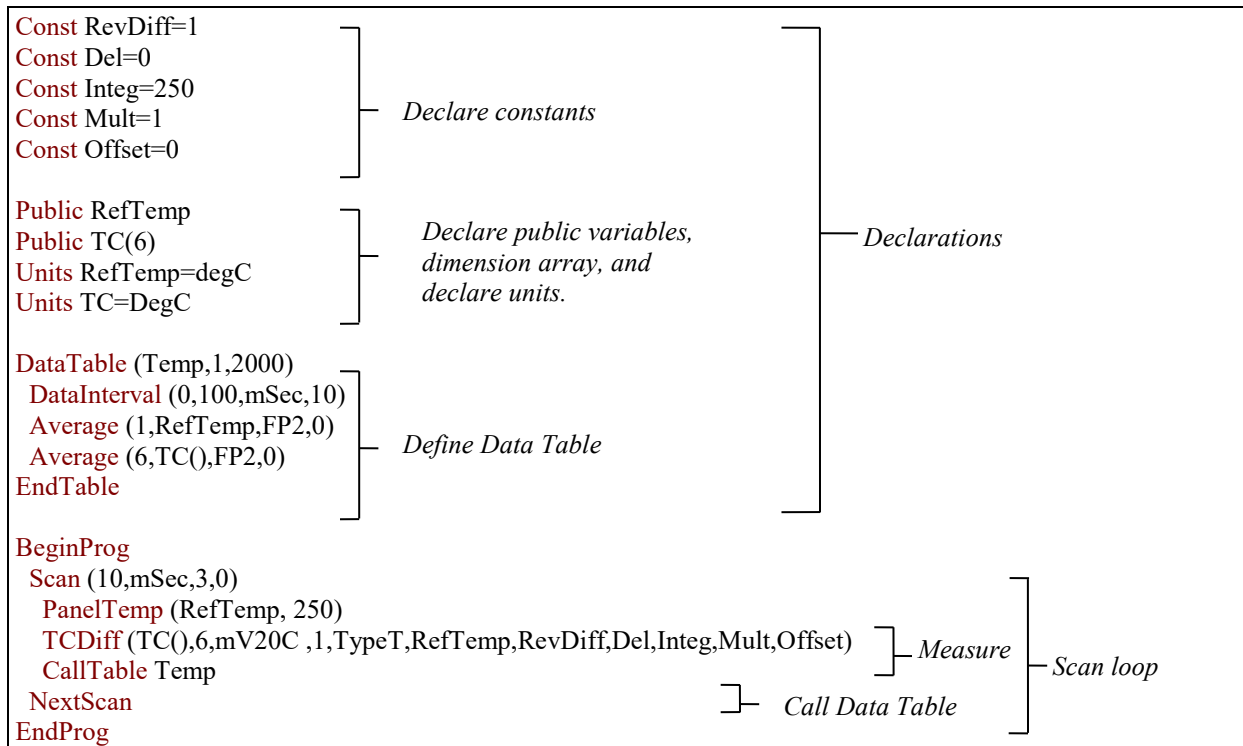 Const RevDiff=1
Const Del=0
Const Integ=250
Const Mult=1
Const Offset=0
Declare constants
Public RefTemp
Public TC(6)
Units RefTemp=degC
Units TC=DegC
Declare public variables,
dimension array, and
declare units.
Declarations
DataTable (Temp,1,2000)
DataInterval (0,100,mSec,10)
Average (1,RefTemp,FP2,0)
Average (6,TC(),FP2,0)
EndTable
Define Data Table
BeginProg
Scan (10,mSec,3,0)
PanelTemp (RefTemp, 250)
TCDiff (TC(),6,mV20C ,1,TypeT,RefTemp,RevDiff,Del,Integ,Mult,Offset)
CallTable Temp
NextScan
EndProg
Measure
Call Data Table
Scan loop